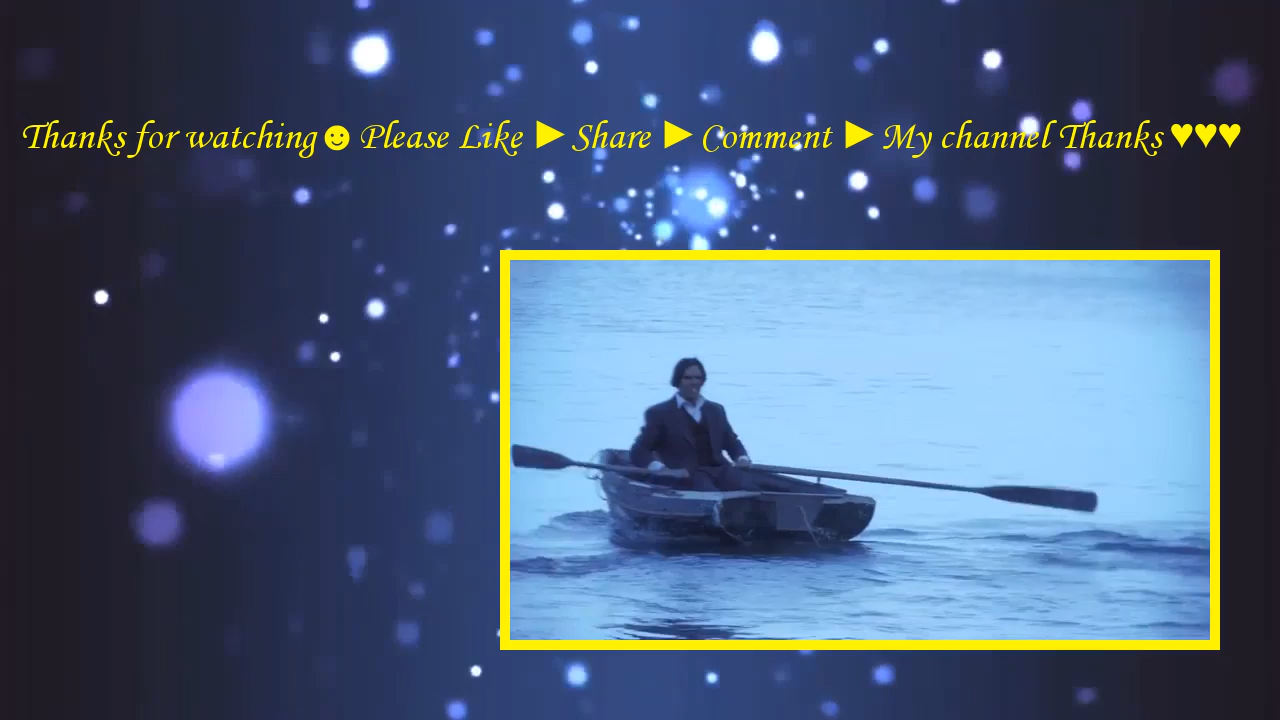 Thanks for watching☻Please Like ► Share ► Comment ► My channel Thanks ♥♥♥